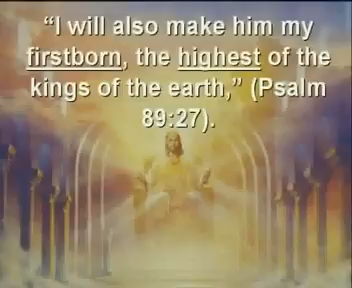 “I will also make him my
firstborn, the highest of the
kings of the earth,” (Psalm
89:27).